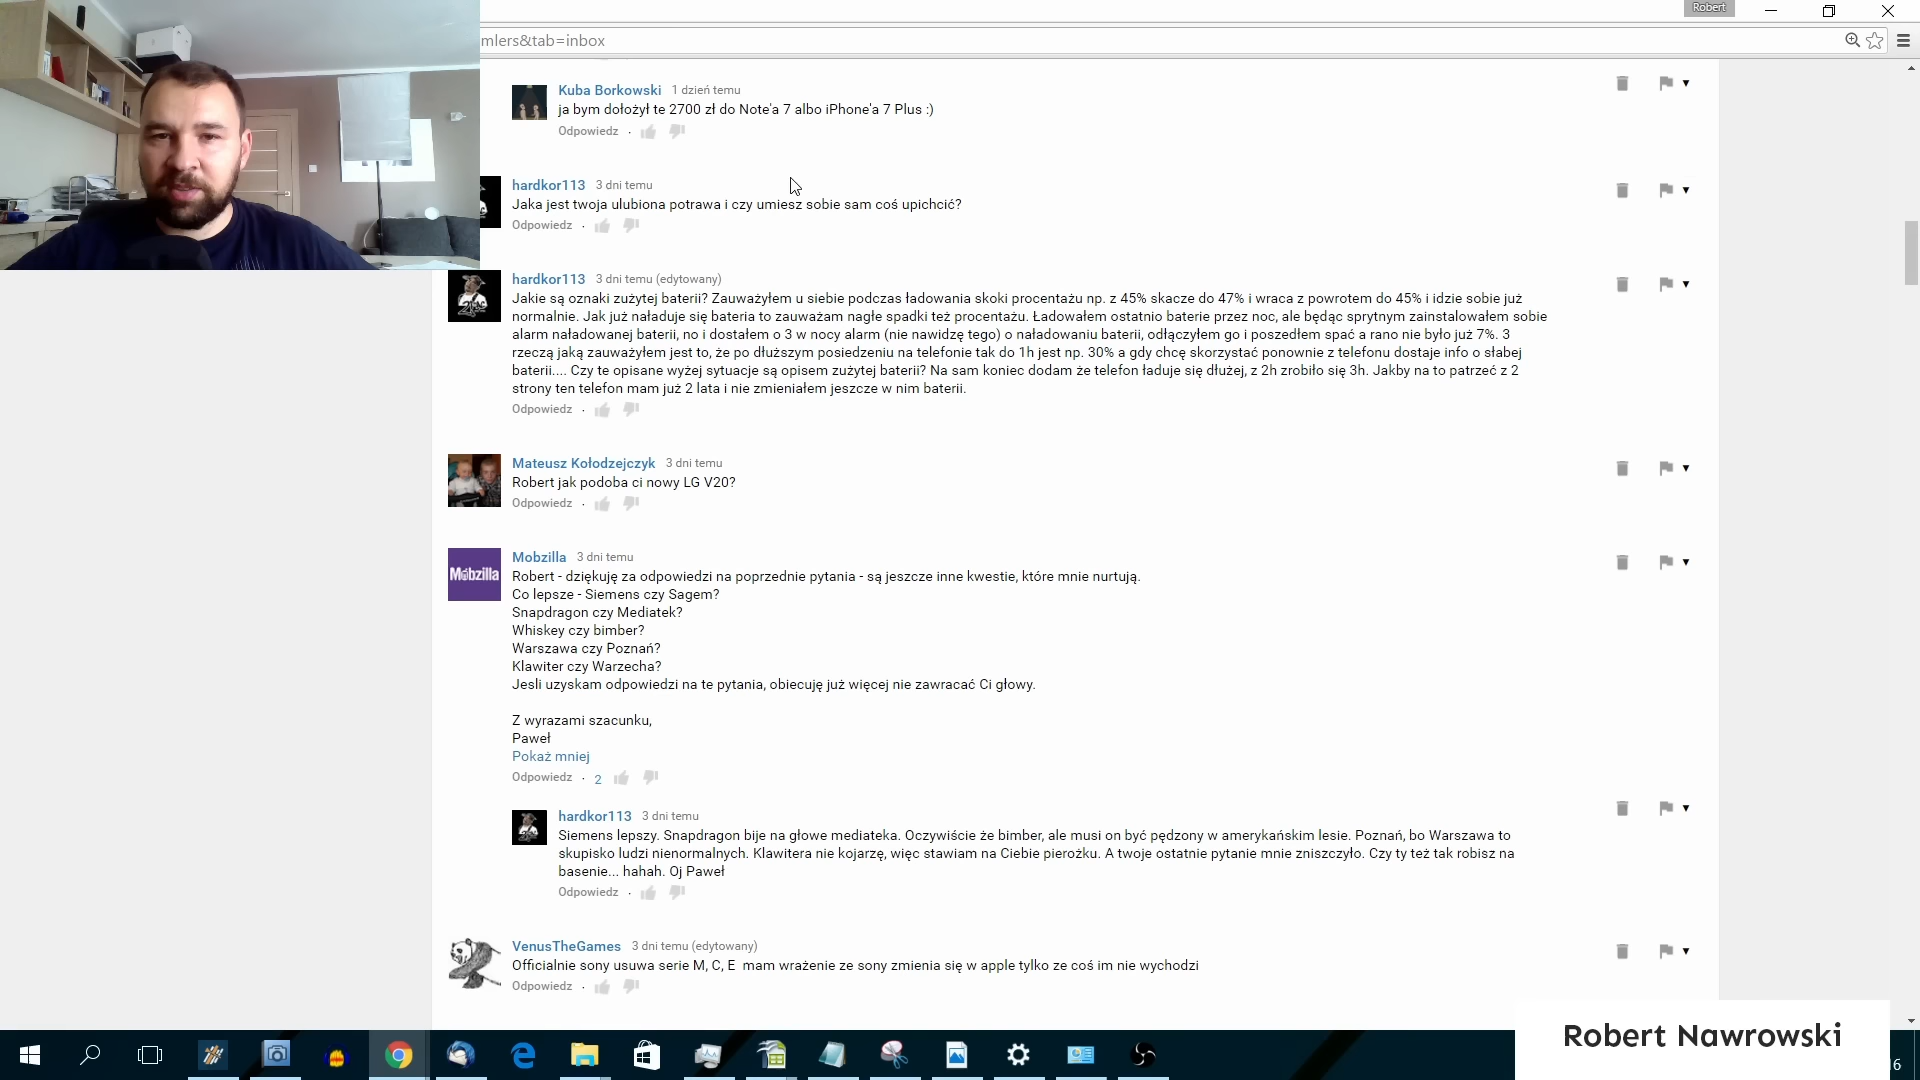 Robert
mlers&tab=inbox
Kuba Borkowski 1 dzień temu
ja bym dołożył te 2700 zł do Note'a 7 albo iPhone'a 7 Plus :)
Odpowiedz ·
hardkor113 3 dni temu
Jaka jest twoja ulubiona potrawa i czy umiesz sobie sam coś upichcić?
Odpowiedz ·
hardkor113 3 dni temu (edytowany)
Jakie są oznaki zużytej baterii? Zauważyłem u siebie podczas ładowania skoki procentażu np. z 45% skacze do 47% i wraca z powrotem do 45% i idzie sobie już
normalnie. Jak już naładuje się bateria to zauważam nagłe spadki też procentażu. Ładowałem ostatnio baterie przez noc, ale będąc sprytnym zainstalowałem sobie
alarm naładowanej baterii, no i dostałem o 3 w nocy alarm (nie nawidzę tego) o naładowaniu baterii, odłączyłem go i poszedłem spać a rano nie było już 7%. 3
rzeczą jaką zauważyłem jest to, że po dłuższym posiedzeniu na telefonie tak do 1h jest np. 30% a gdy chcę skorzystać ponownie z telefonu dostaje info o słabej
baterii.... Czy te opisane wyżej sytuacje są opisem zużytej baterii? Na sam koniec dodam że telefon ładuje się dłużej, z 2h zrobiło się 3h. Jakby na to patrzeć z 2
strony ten telefon mam już 2 lata i nie zmieniałem jeszcze w nim baterii.
Odpowiedz ·
Mateusz Kołodzejczyk 3 dni temu
Robert jak podoba ci nowy LG V20?
Odpowiedz ·
Mobzilla
Mobzilla 3 dni temu
Robert - dziękuję za odpowiedzi na poprzednie pytania - są jeszcze inne kwestie, które mnie nurtują.
Co lepsze - Siemens czy Sagem?
Snapdragon czy Mediatek?
Whiskey czy bimber?
Warszawa czy Poznań?
Klawiter czy Warzecha?
Jesli uzyskam odpowiedzi na te pytania, obiecuję już więcej nie zawracać Ci głowy.
Z wyrazami szacunku,
Paweł
Pokaż mniej
Odpowiedz · 2
hardkor113 3 dni temu
Siemens lepszy. Snapdragon bije na głowe mediateka. Oczywiście że bimber, ale musi on być pędzony w amerykańskim lesie. Poznań, bo Warszawa to
skupisko ludzi nienormalnych. Klawitera nie kojarzę, więc stawiam na Ciebie pierożku. A twoje ostatnie pytanie mnie zniszczyło. Czy ty też tak robisz na
basenie... hahah. Oj Paweł
Odpowiedz ·
VenusTheGames 3 dni temu (edytowany)
Officialnie sony usuwa serie M, C, E mam wrażenie ze sony zmienia się w apple tylko ze coś im nie wychodzi
Odpowiedz ·
Robert Nawrowski
16